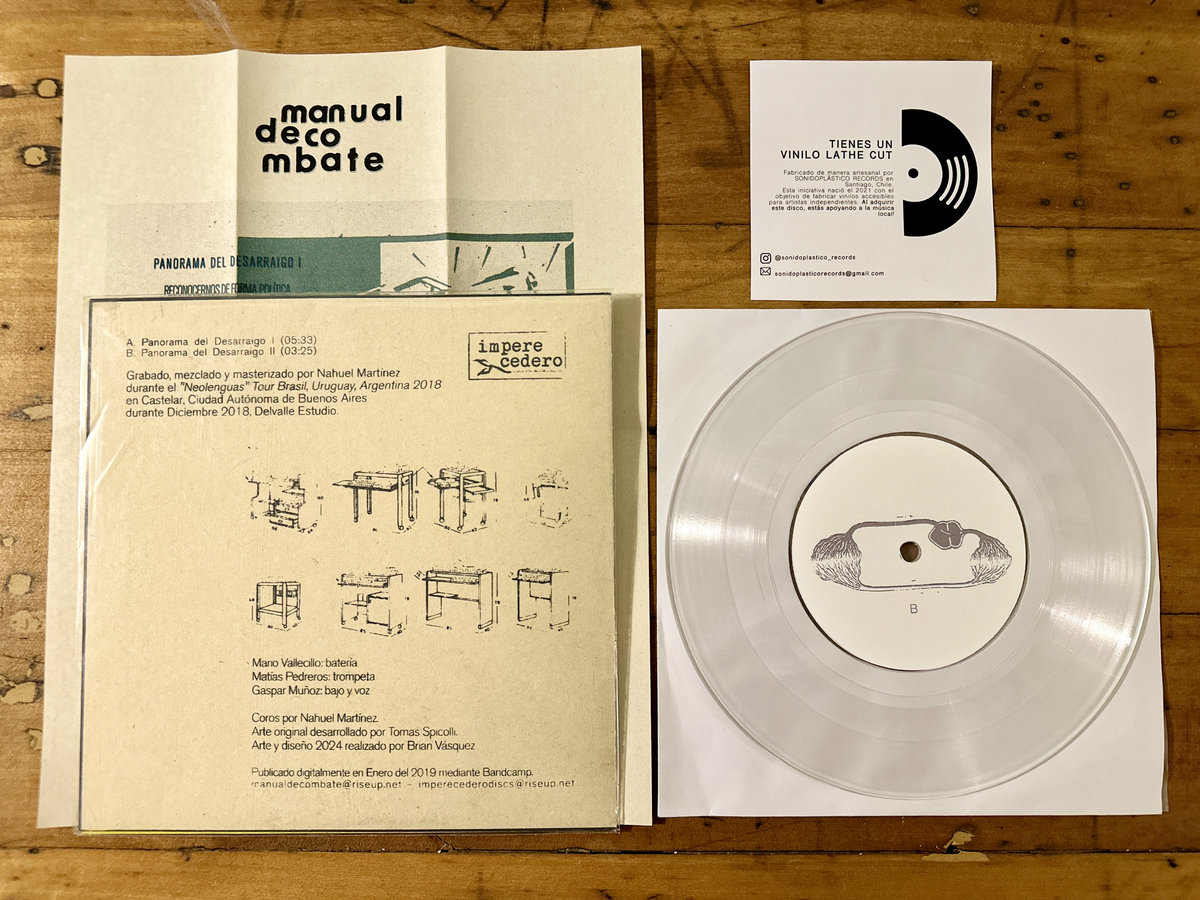 manual
deco
mbate
PANORAMA DEL DESARRAIGO I
RECONOCERNOS DE FORMA POLÍTICA
A. Panorama del Desarraigo I (05:33)
B. Panorama del Desarraigo II (03:25)
impere
cedero
Grabado, mezclado y masterizado por Nahuel Martínez
durante el "Neolenguas" Tour Brasil, Uruguay, Argentina 2018
en Castelar, Ciudad Autónoma de Buenos Aires
durante Diciembre 2018, Delvalle Estudio.
Mario Vallecillo: batería
Matías Pedreros: trompeta
Gaspar Muñoz: bajo y voz
Coros por Nahuel Martínez.
Arte original desarrollado por Tomas Spicolli.
Arte y diseño 2024 realizado por Brian Vásquez
Publicado digitalmente en Enero del 2019 mediante Bandcamp.
manualdecombate@riseup.net – imperecederodiscs@riseup.net
TIENES UN
VINILO LATHE CUT
Fabricado de manera artesanal por
SONIDOPLÁSTICO RECORDS en
Santiago, Chile.
Esta iniciativa nació el 2021 con el
objetivo de fabricar vinilos accesibles
para artistas independientes. Al adquirir
este disco, estás apoyando a la música
local!
@sonidoplastico_records
sonidoplasticorecords@gmail.com
B